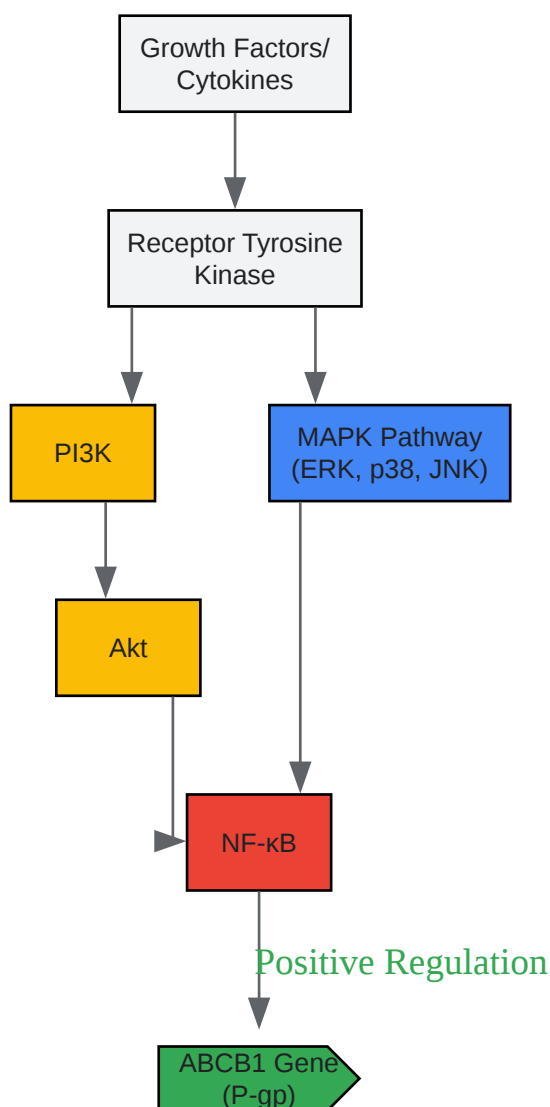 Growth Factors/
Cytokines
Receptor Tyrosine
Kinase
PI3K
MAPK Pathway
(ERK, p38, JNK)
Akt
NF-κB
Positive Regulation
ABCB1 Gene
(P-gp)